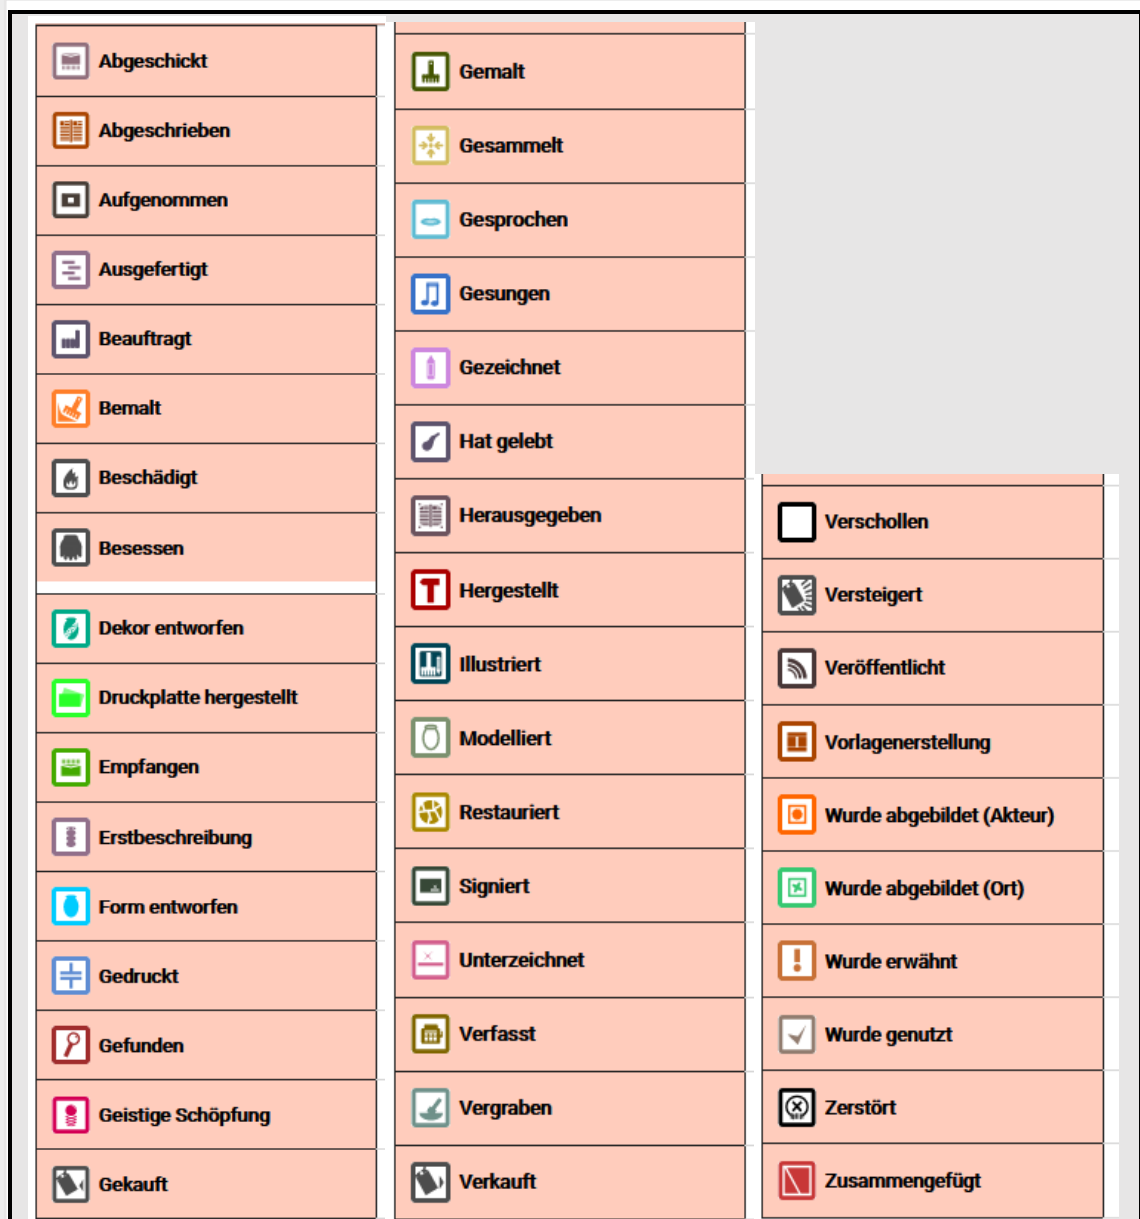 Abgeschickt
Abgeschrieben
Aufgenommen
Ausgefertigt
Beauftragt
Bemalt
Beschädigt
Besessen
Dekor entworfen
Druckplatte hergestellt
Empfangen
Erstbeschreibung
Form entworfen
Gedruckt
Gefunden
Geistige Schöpfung
Gekauft
Gemalt
Gesammelt
Gesprochen
Gesungen
Gezeichnet
Hat gelebt
Herausgegeben
Hergestellt
Illustriert
Modelliert
Restauriert
Signiert
Unterzeichnet
Verfasst
Vergraben
Verkauft
Verschollen
Versteigert
Veröffentlicht
Vorlagenerstellung
Wurde abgebildet (Akteur)
Wurde abgebildet (Ort)
Wurde erwähnt
Wurde genutzt
Zerstört
Zusammengefügt